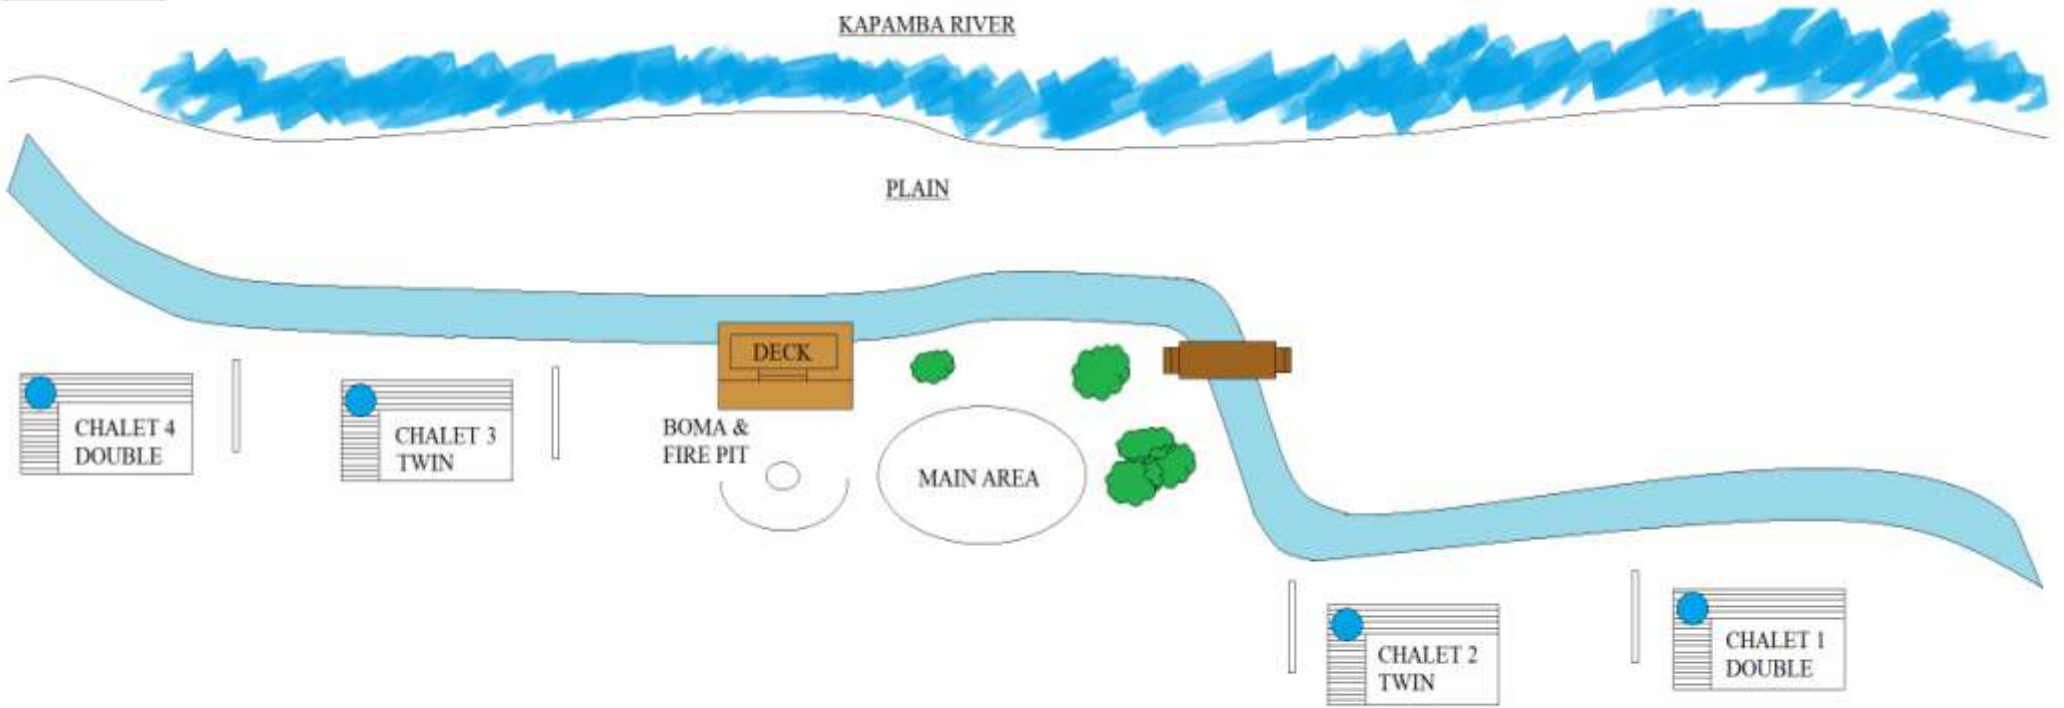 KAPAMBA RIVER
PLAIN
DECK
CHALET 4
DOUBLE
CHALET 3
TWIN
BOMA &
FIRE PIT
MAIN AREA
CHALET 2
TWIN
CHALET 1
DOUBLE